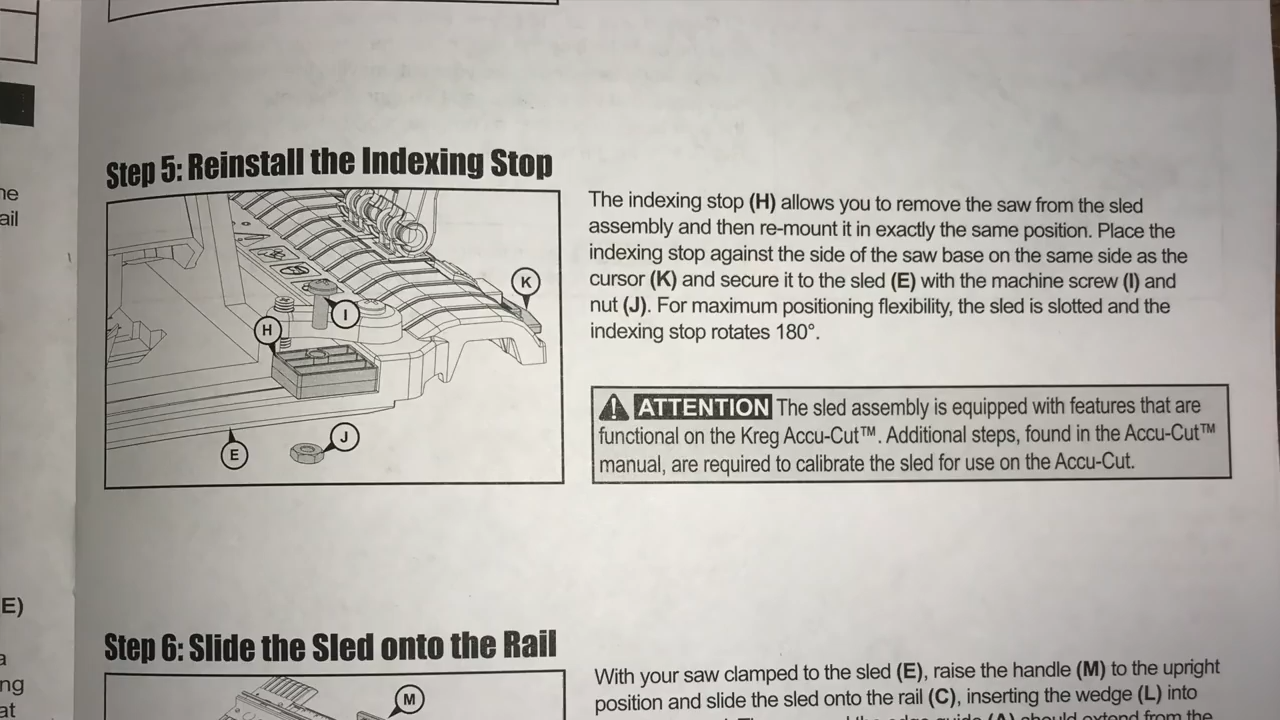 ne
ail
E)
a
ng
at
Step 5: Reinstall the Indexing Stop
K
I
H
J
E
The indexing stop (H) allows you to remove the saw from the sled
assembly and then re-mount it in exactly the same position. Place the
indexing stop against the side of the saw base on the same side as the
cursor (K) and secure it to the sled (E) with the machine screw (I) and
nut (J). For maximum positioning flexibility, the sled is slotted and the
indexing stop rotates 180°.
ATTENTION The sled assembly is equipped with features that are
functional on the Kreg Accu-Cut™. Additional steps, found in the Accu-Cut™
manual, are required to calibrate the sled for use on the Accu-Cut.
Step 6: Slide the Sled onto the Rail
M
With your saw clamped to the sled (E), raise the handle (M) to the upright
position and slide the sled onto the rail (C), inserting the wedge (L) into
the edge guide (A) should extend from the